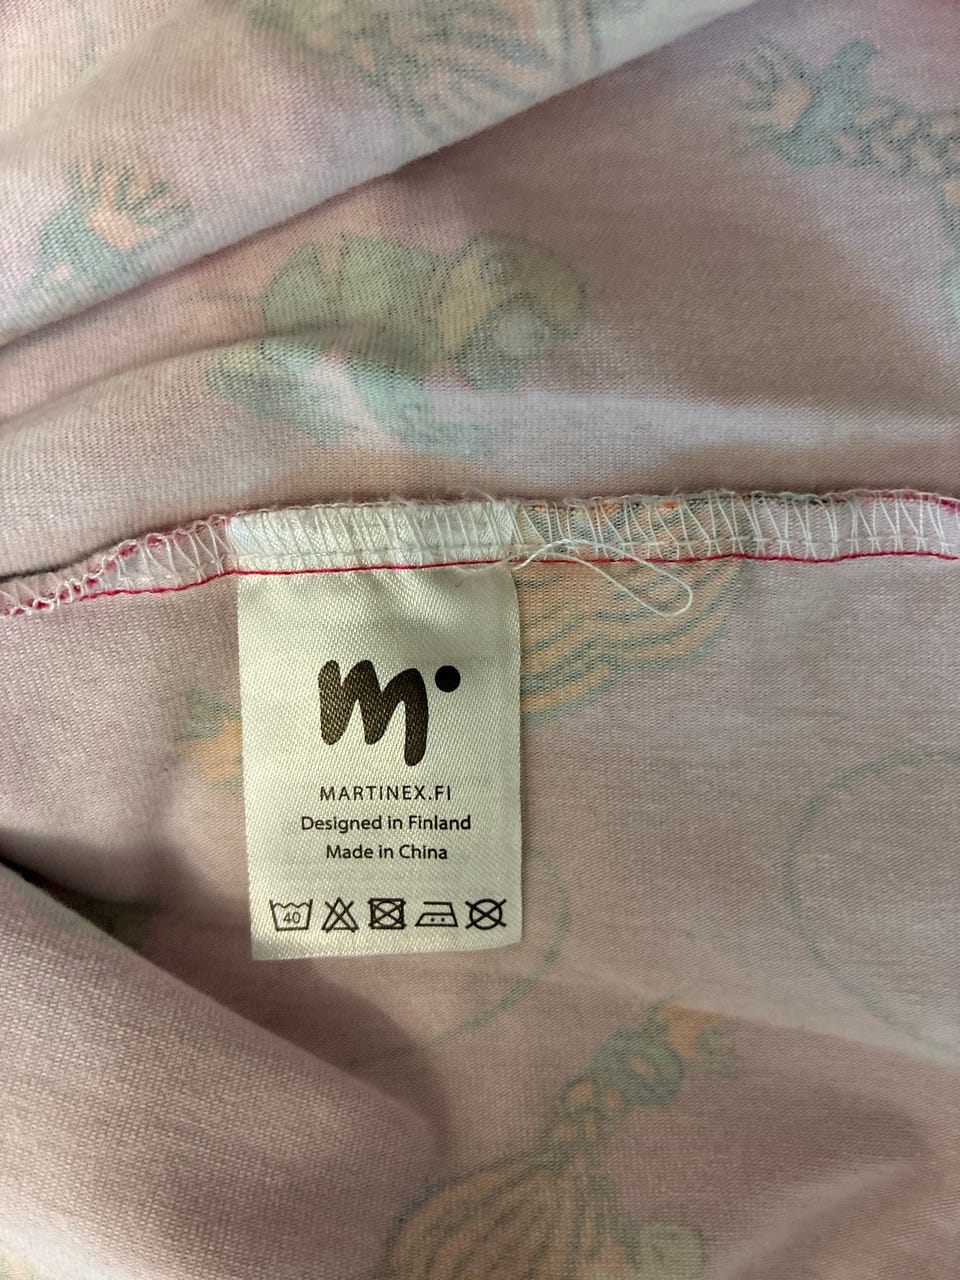 m
MARTINEX.FI
Designed in Finland
Made in China
40